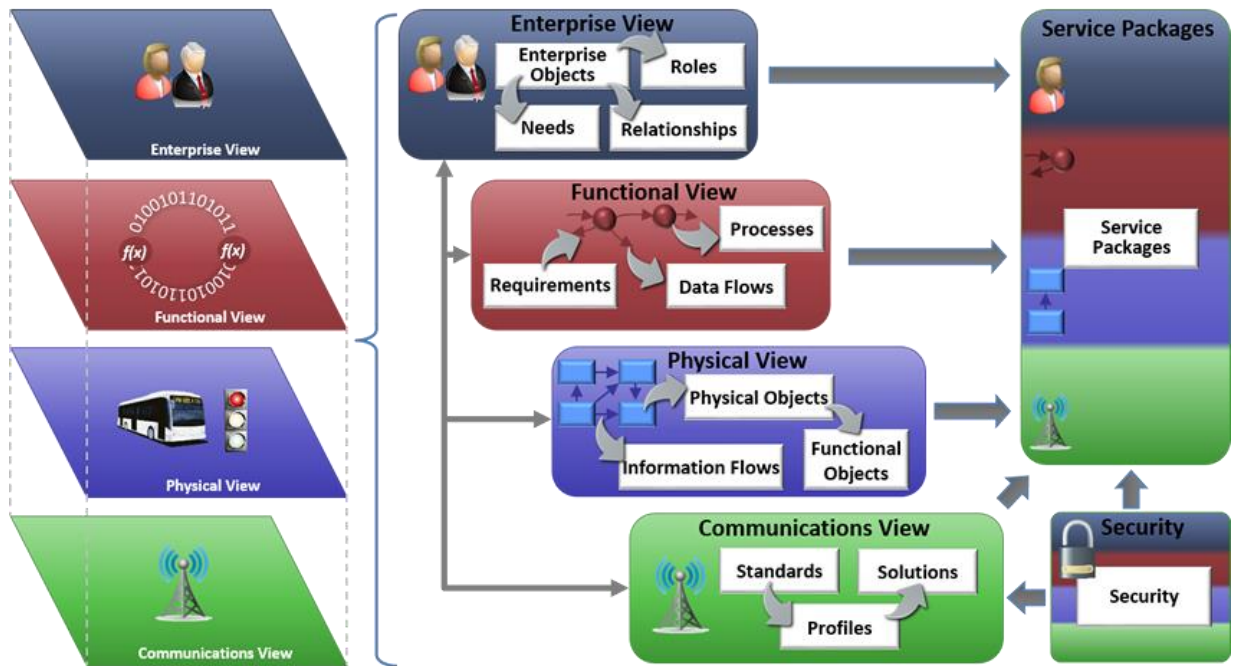 Enterprise View
0100101101011
f(x)
f(x)
Functional View
Physical View
Communications View
Enterprise View
Enterprise
Objects
Roles
Needs
Relationships
Functional View
Processes
Requirements
Data Flows
Physical View
Physical Objects
Information Flows
Functional
Objects
Communications View
Standards
Solutions
Profiles
Service Packages
Service
Packages
Security
Security